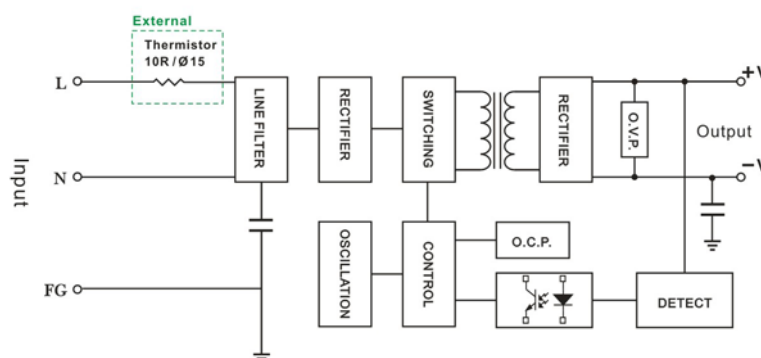 External
Thermistor
10R/Ø15
L
N
FG
Input
LINE FILTER
RECTIFIER
SWITCHING
RECTIFIER
O.V.P.
+V
Output
−V
OSCILLATION
CONTROL
O.C.P.
DETECT